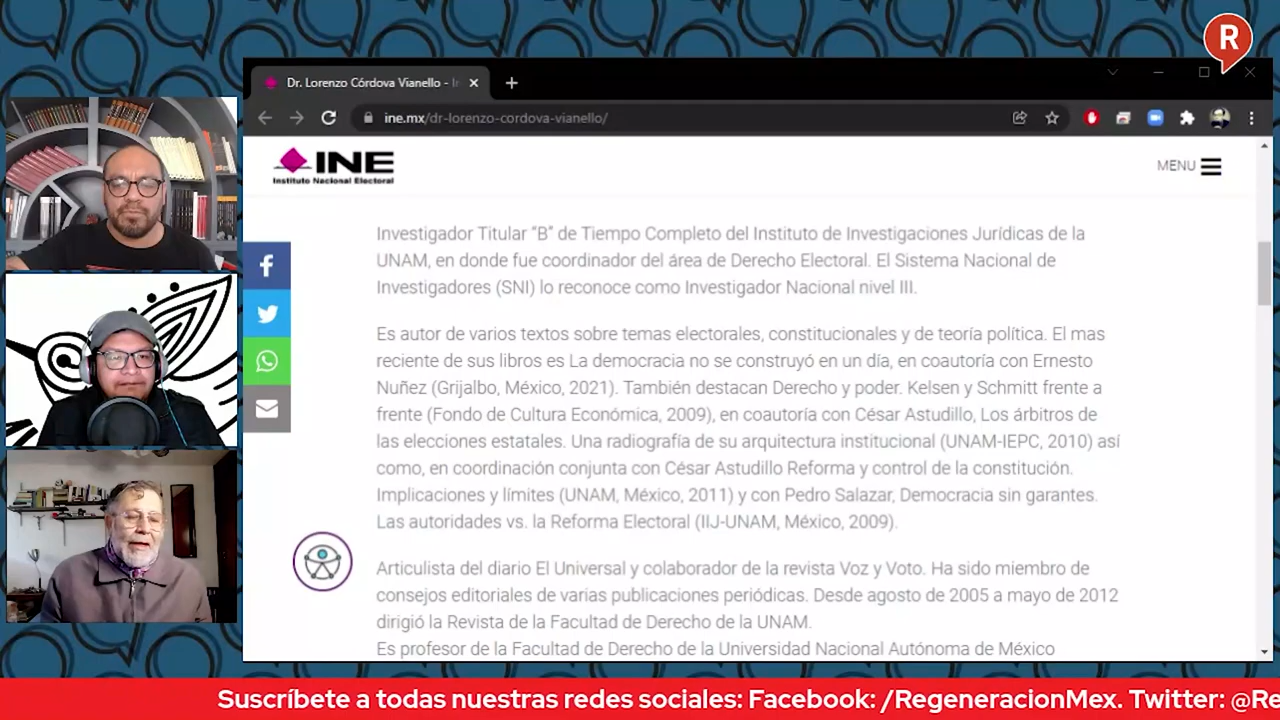 R
Dr. Lorenzo Córdova Vianello - I
ine.mx/dr-lorenzo-cordova-vianello/
INE
Instituto Nacional Electoral
MENU
Investigador Titular “B” de Tiempo Completo del Instituto de Investigaciones Jurídicas de la
UNAM, en donde fue coordinador del área de Derecho Electoral. El Sistema Nacional de
Investigadores (SNI) lo reconoce como Investigador Nacional nivel III.
Es autor de varios textos sobre temas electorales, constitucionales y de teoría política. El mas
reciente de sus libros es La democracia no se construyó en un día, en coautoría con Ernesto
Nuñez (Grijalbo, México, 2021). También destacan Derecho y poder. Kelsen y Schmitt frente a
frente (Fondo de Cultura Económica, 2009), en coautoría con César Astudillo, Los árbitros de
las elecciones estatales. Una radiografía de su arquitectura institucional (UNAM-IEPC, 2010) así
como, en coordinación conjunta con César Astudillo Reforma y control de la constitución.
Implicaciones y límites (UNAM, México, 2011) y con Pedro Salazar, Democracia sin garantes.
Las autoridades vs. la Reforma Electoral (IIJ-UNAM, México, 2009).
Articulista del diario El Universal y colaborador de la revista Voz y Voto. Ha sido miembro de
consejos editoriales de varias publicaciones periódicas. Desde agosto de 2005 a mayo de 2012
dirigió la Revista de la Facultad de Derecho de la UNAM.
Es profesor de la Facultad de Derecho de la Universidad Nacional Autónoma de México
Suscríbete a todas nuestras redes sociales: Facebook: /RegeneracionMex. Twitter: @Re